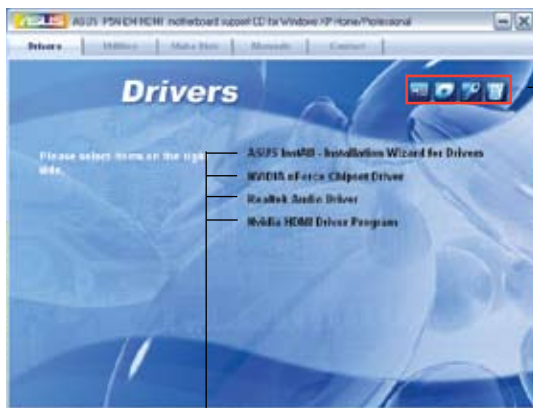 ASUS P5N-EM HDMI motherboard support CD for Windows XP Home/Professional
Drivers Utilities Make Disk Manuals Contact
Drivers
Please select items on the right
side.
ASUS InstAll - Installation Wizard for Drivers
NVIDIA nForce Chipset Driver
Realtek Audio Driver
Nvidia HDMI Driver Program